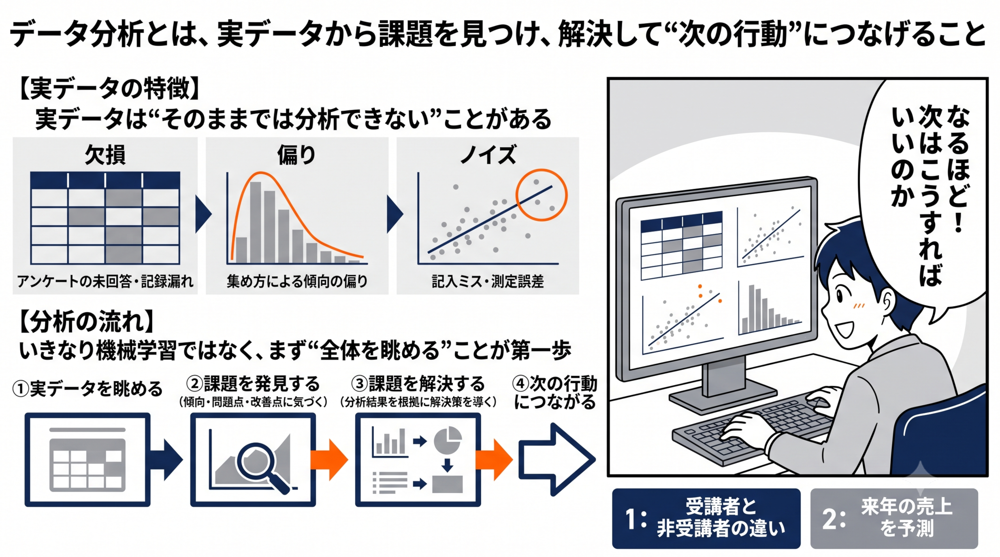 データ分析とは、実データから課題を見つけ、解決して“次の行動”につなげること
【実データの特徴】
実データは“そのままでは分析できない”ことがある
欠損
アンケートの未回答・記録漏れ
偏り
集め方による傾向の偏り
ノイズ
記入ミス・測定誤差
【分析の流れ】
いきなり機械学習ではなく、まず“全体を眺める”ことが第一歩
①実データを眺める
②課題を発見する
（傾向・問題点・改善点に気づく）
③課題を解決する
（分析結果を根拠に解決策を導く）
④次の行動
につながる
なるほど！
次はこうすれば
いいのか
1：
受講者と
非受講者の違い
2：
来年の売上
を予測